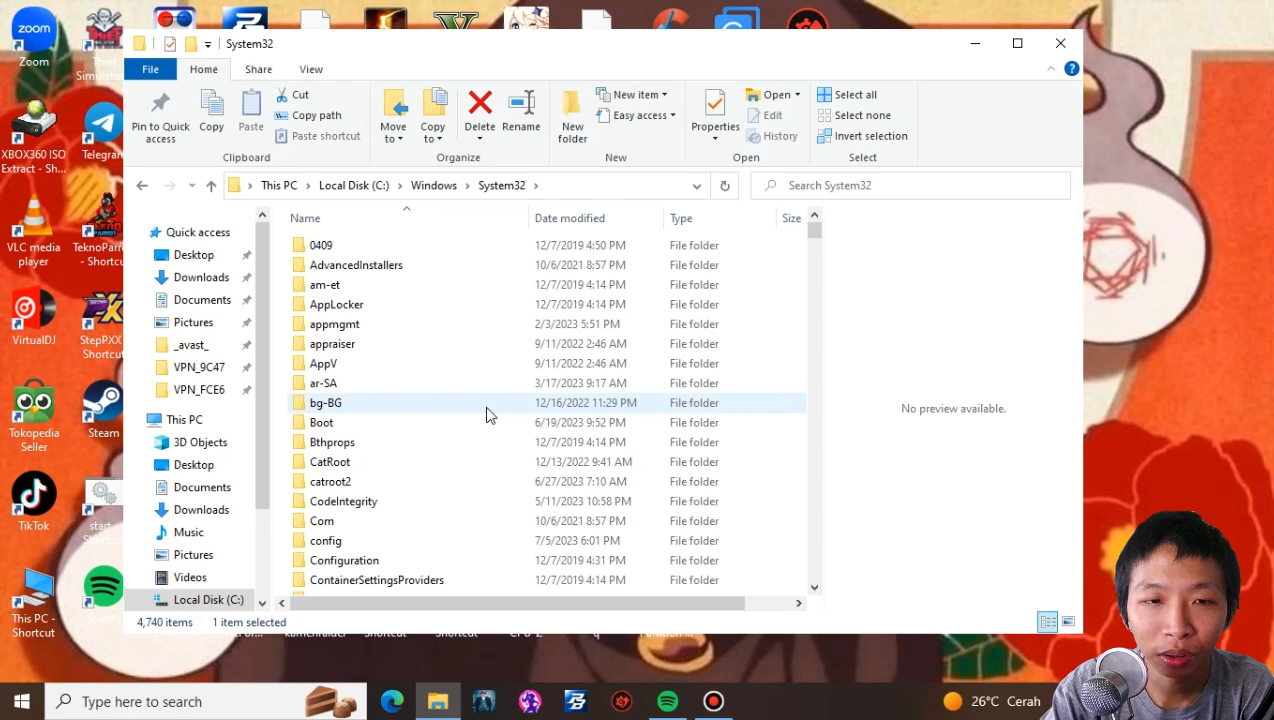 System32
File
Home
Share
View
Pin to Quick access
Copy
Paste
Cut
Copy path
Paste shortcut
Clipboard
Move to
Copy to
Delete
Rename
Organize
New folder
New item
Easy access
New
Properties
Open
Edit
History
Open
Select all
Select none
Invert selection
Select
This PC > Local Disk (C:) > Windows > System32 >
Search System32
Name Date modified Type Size
0409 12/7/2019 4:50 PM File folder
AdvancedInstallers 10/6/2021 8:57 PM File folder
am-et 12/7/2019 4:14 PM File folder
AppLocker 12/7/2019 4:14 PM File folder
appmgmt 2/3/2023 5:51 PM File folder
appraiser 9/11/2022 2:46 AM File folder
AppV 9/11/2022 2:46 AM File folder
ar-SA 3/17/2023 9:17 AM File folder
bg-BG 12/16/2022 11:29 PM File folder
Boot 6/19/2023 9:52 PM File folder
Bthprops 12/7/2019 4:14 PM File folder
CatRoot 12/13/2022 9:41 AM File folder
catroot2 6/27/2023 7:10 AM File folder
CodeIntegrity 5/11/2023 10:58 PM File folder
Com 10/6/2021 8:57 PM File folder
config 7/5/2023 6:01 PM File folder
Configuration 12/7/2019 4:31 PM File folder
ContainerSettingsProviders 12/7/2019 4:14 PM File folder
No preview available.
Quick access
Desktop
Downloads
Documents
Pictures
_avast_
VPN_9C47
VPN_FCE6
This PC
3D Objects
Desktop
Documents
Downloads
Music
Pictures
Videos
Local Disk (C:)
4,740 items 1 item selected
zoom
Zoom
Thief
Simulato
XBOX360 ISO
Extract - Sh...
Telegram
VLC media
player
TeknoParr
- Shortcu
VirtualDJ
StepPXX
Shortcut
Tokopedia
Seller
Steam
TikTok
start
This PC -
Shortcut
Shortcut
Shortcut
Type here to search
26°C Cerah